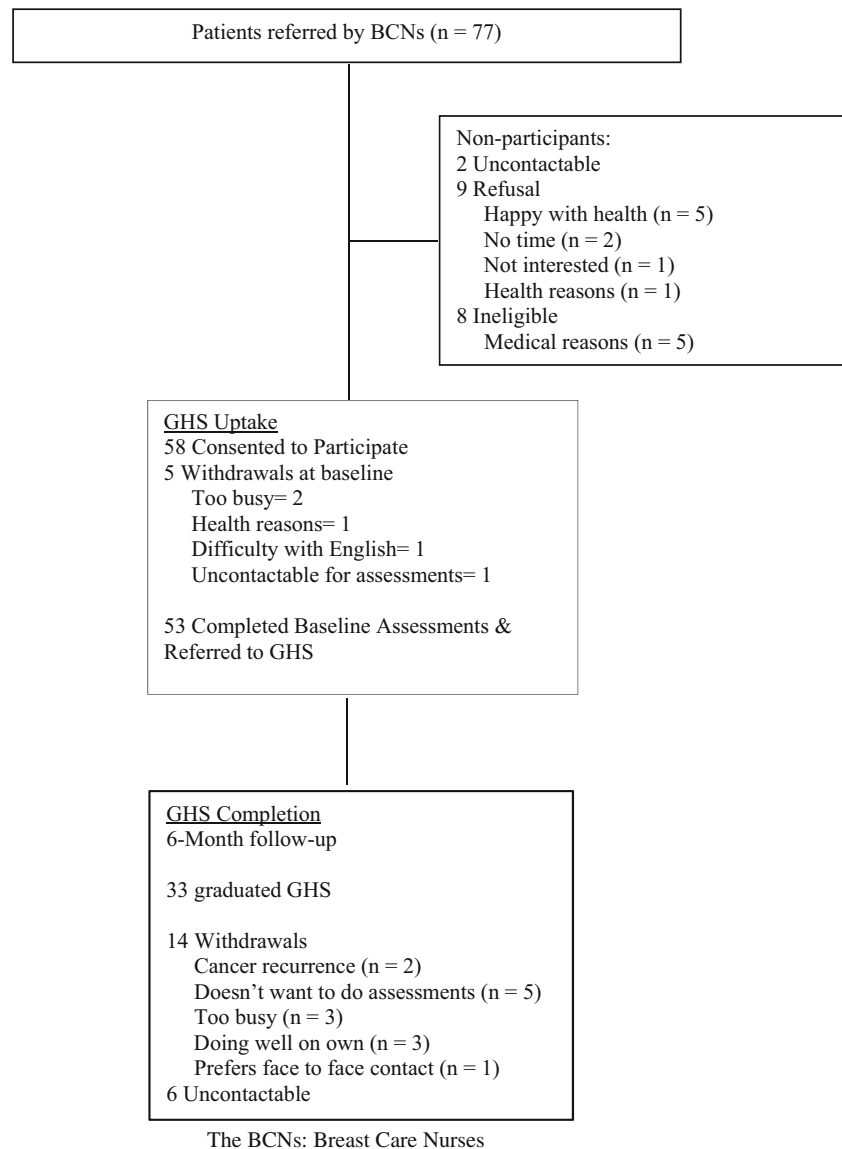 Patients referred by BCNs (n = 77)
Non-participants:
2 Uncontactable
9 Refusal
Happy with health (n = 5)
No time (n = 2)
Not interested (n = 1)
Health reasons (n = 1)
8 Ineligible
Medical reasons (n = 5)
GHS Uptake
58 Consented to Participate
5 Withdrawals at baseline
Too busy= 2
Health reasons= 1
Difficulty with English= 1
Uncontactable for assessments= 1
53 Completed Baseline Assessments &
Referred to GHS
GHS Completion
6-Month follow-up
33 graduated GHS
14 Withdrawals
Cancer recurrence (n = 2)
Doesn't want to do assessments (n = 5)
Too busy (n = 3)
Doing well on own (n = 3)
Prefers face to face contact (n = 1)
6 Uncontactable
The BCNs: Breast Care Nurses